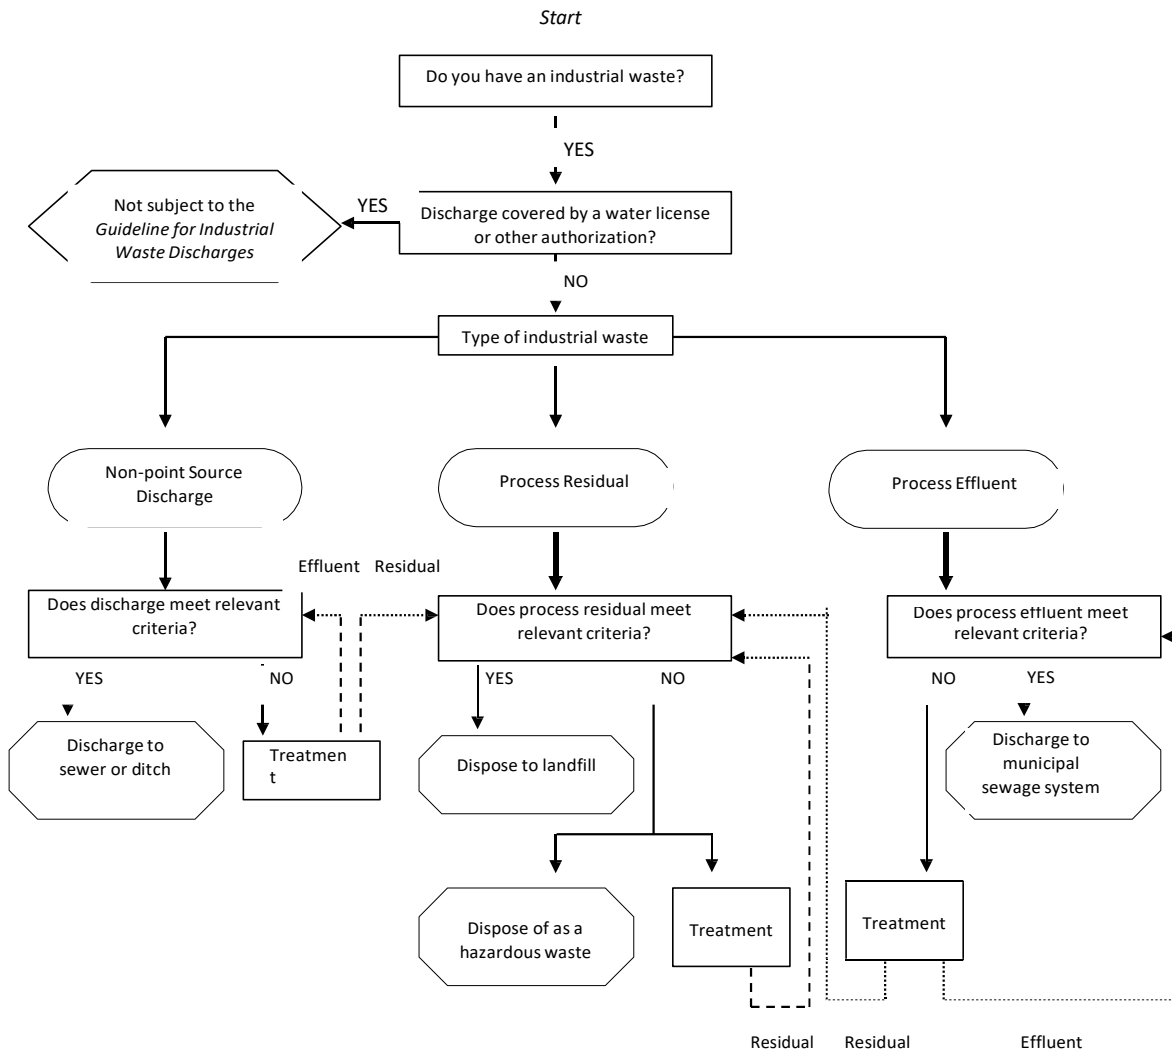 Start
Do you have an industrial waste?
YES
Not subject to the
Guideline for Industrial
Waste Discharges
YES
Discharge covered by a water license
or other authorization?
NO
Type of industrial waste
Non-point Source
Discharge
Process Residual
Process Effluent
Effluent Residual
Does discharge meet relevant
criteria?
Does process residual meet
relevant criteria?
Does process effluent meet
relevant criteria?
YES
NO
YES
NO
NO
YES
Discharge to
sewer or ditch
Treatmen
t
Dispose to landfill
Discharge to
municipal
sewage system
Dispose of as a
hazardous waste
Treatment
Treatment
Residual
Residual
Effluent